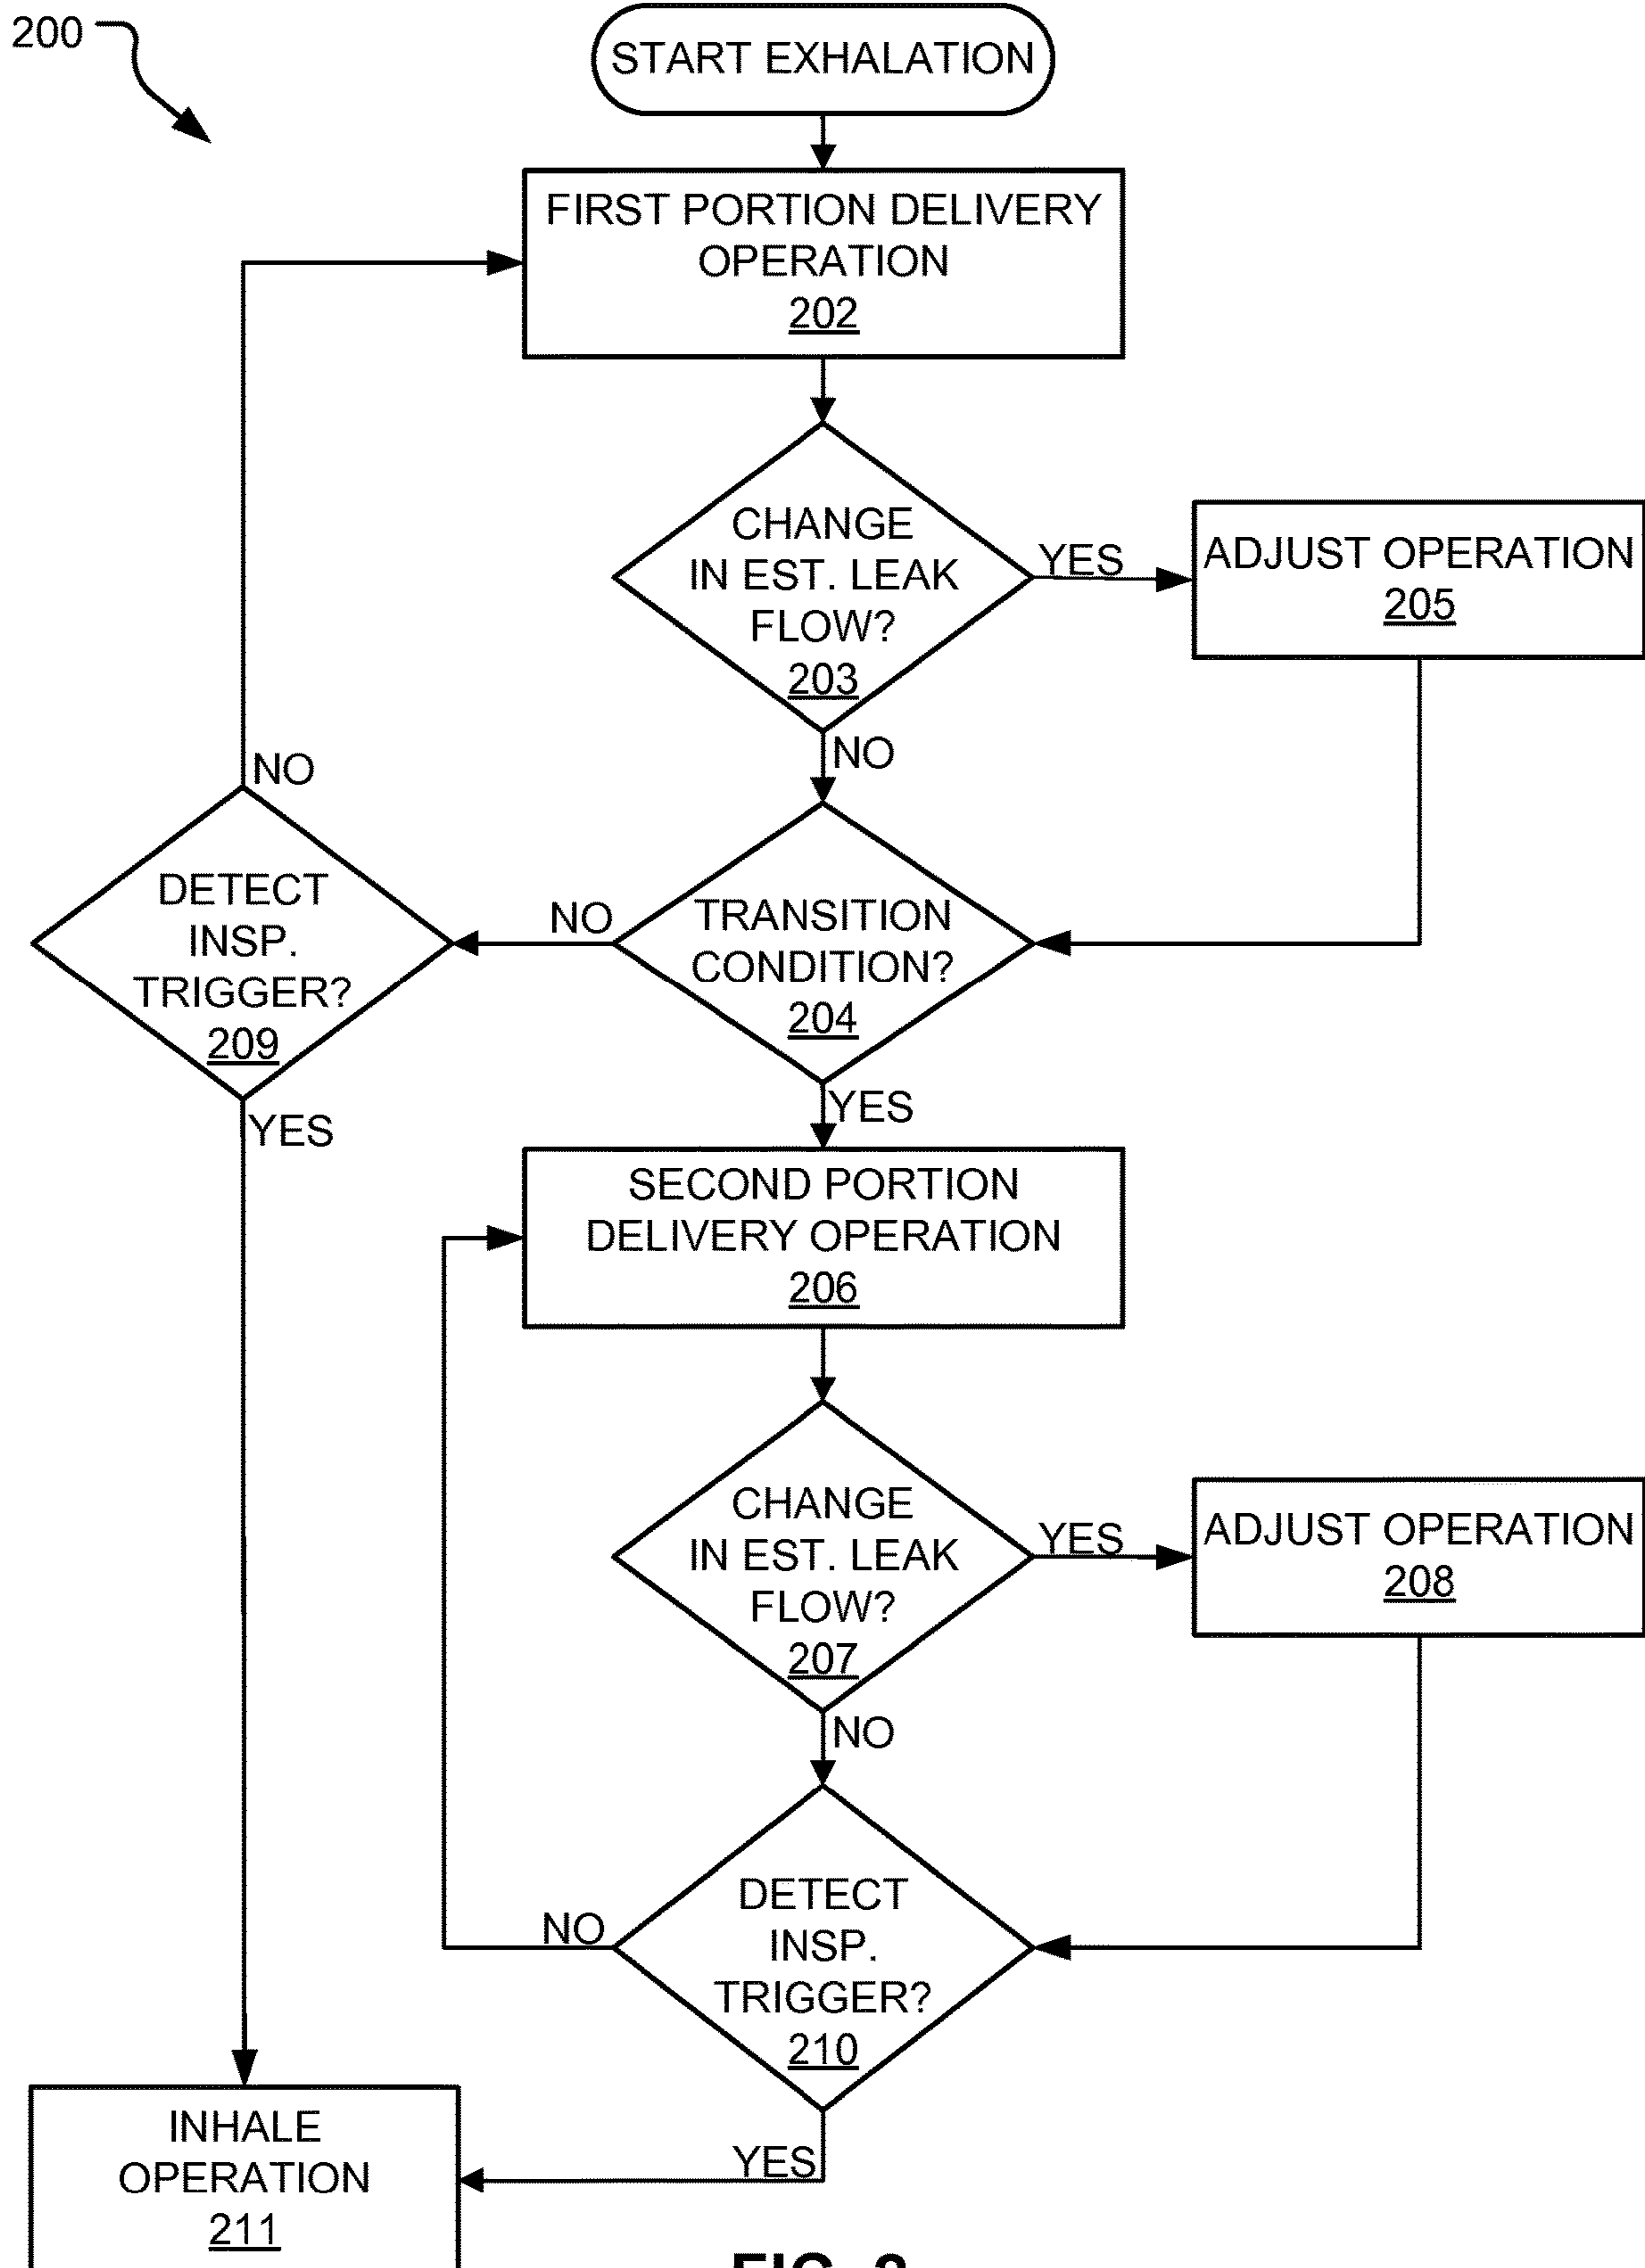 200
START EXHALATION
FIRST PORTION DELIVERY
OPERATION
202
CHANGE
IN EST. LEAK
FLOW?
203
YES
ADJUST OPERATION
205
NO
NO
DETECT
INSP.
TRIGGER?
209
NO
TRANSITION
CONDITION?
204
YES
YES
SECOND PORTION
DELIVERY OPERATION
206
CHANGE
IN EST. LEAK
FLOW?
207
YES
ADJUST OPERATION
208
NO
NO
DETECT
INSP.
TRIGGER?
210
YES
INHALE
OPERATION
211